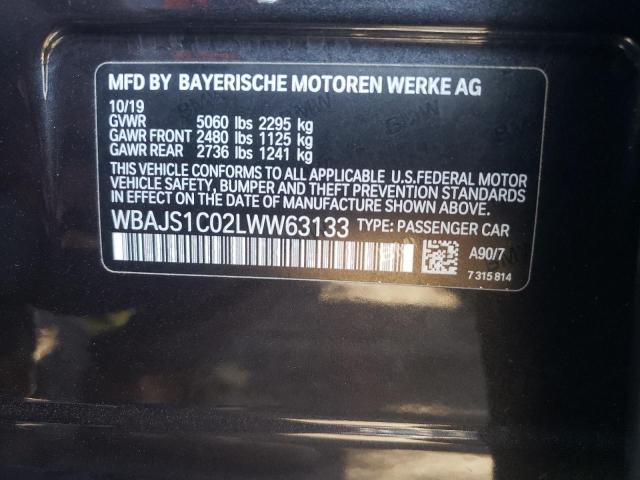 MFD BY BAYERISCHE MOTOREN WERKE AG
10/19
GVWR 5060 lbs 2295 kg
GAWR FRONT 2480 lbs 1125 kg
GAWR REAR 2736 lbs 1241 kg
THIS VEHICLE CONFORMS TO ALL APPLICABLE U.S.FEDERAL MOTOR
VEHICLE SAFETY, BUMPER AND THEFT PREVENTION STANDARDS
IN EFFECT ON THE DATE OF MANUFACTURE SHOWN ABOVE.
WBAJS1C02LWW63133 TYPE: PASSENGER CAR
A90/7
7 315 814